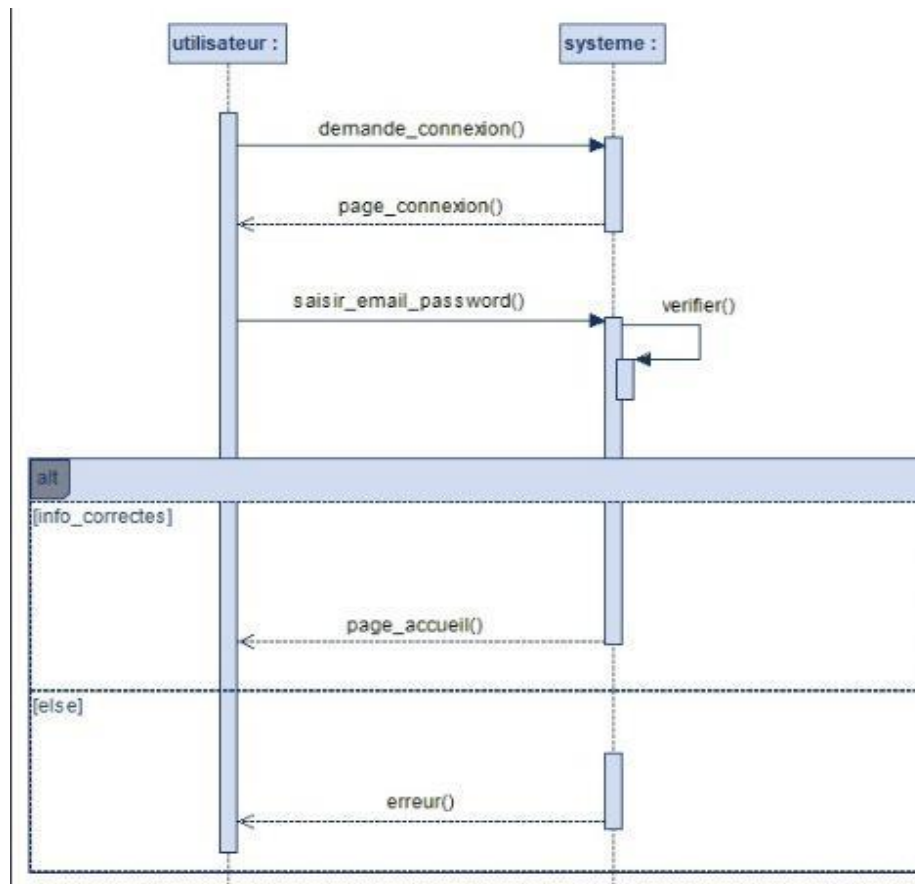 utilisateur :
systeme :
demande_connexion()
page_connexion()
saisir_email_password()
verifier()
alt
[info_correctes]
page_accueil()
[else]
erreur()